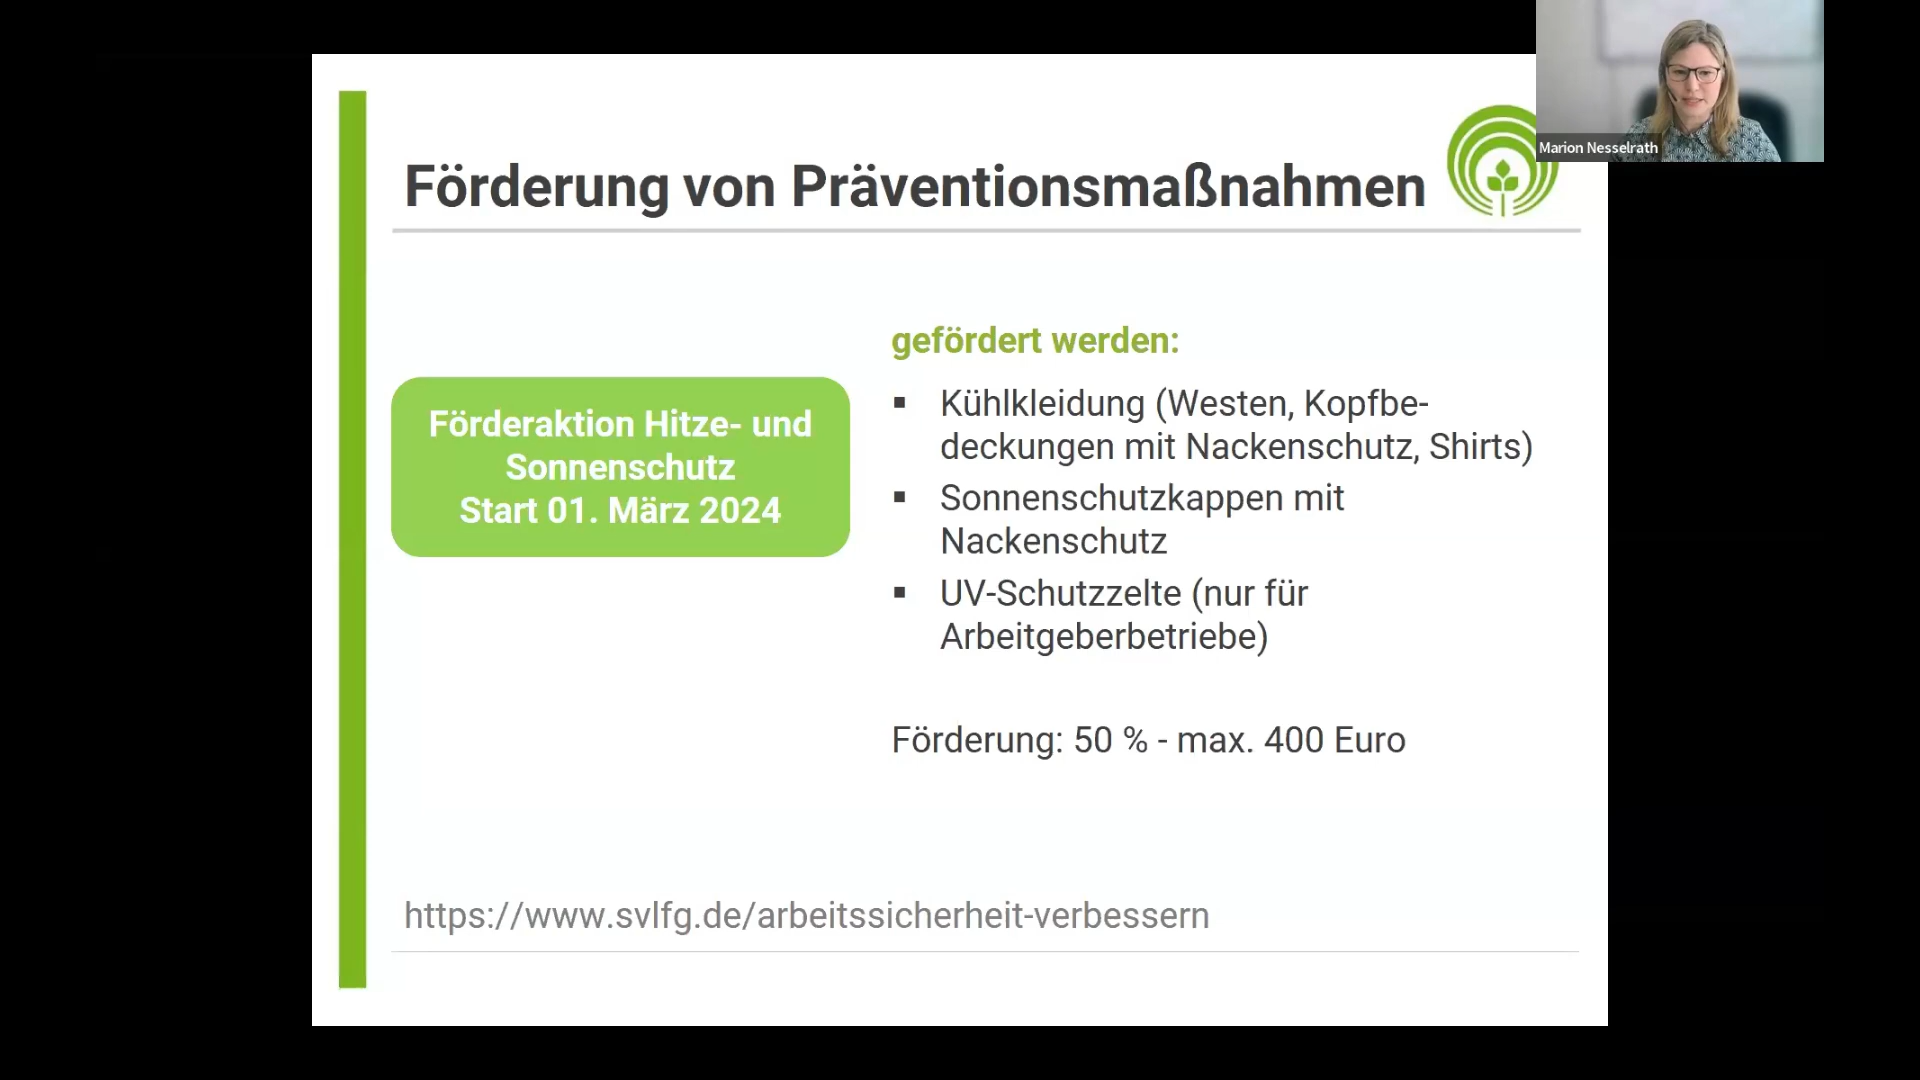 Marion Nesselrath
Förderung von Präventionsmaßnahmen
Förderaktion Hitze- und
Sonnenschutz
Start 01. März 2024
gefördert werden:
▪ Kühlkleidung (Westen, Kopfbe-
deckungen mit Nackenschutz, Shirts)
▪ Sonnenschutzkappen mit
Nackenschutz
▪ UV-Schutzzelte (nur für
Arbeitgeberbetriebe)
Förderung: 50 % - max. 400 Euro
https://www.svlfg.de/arbeitssicherheit-verbessern